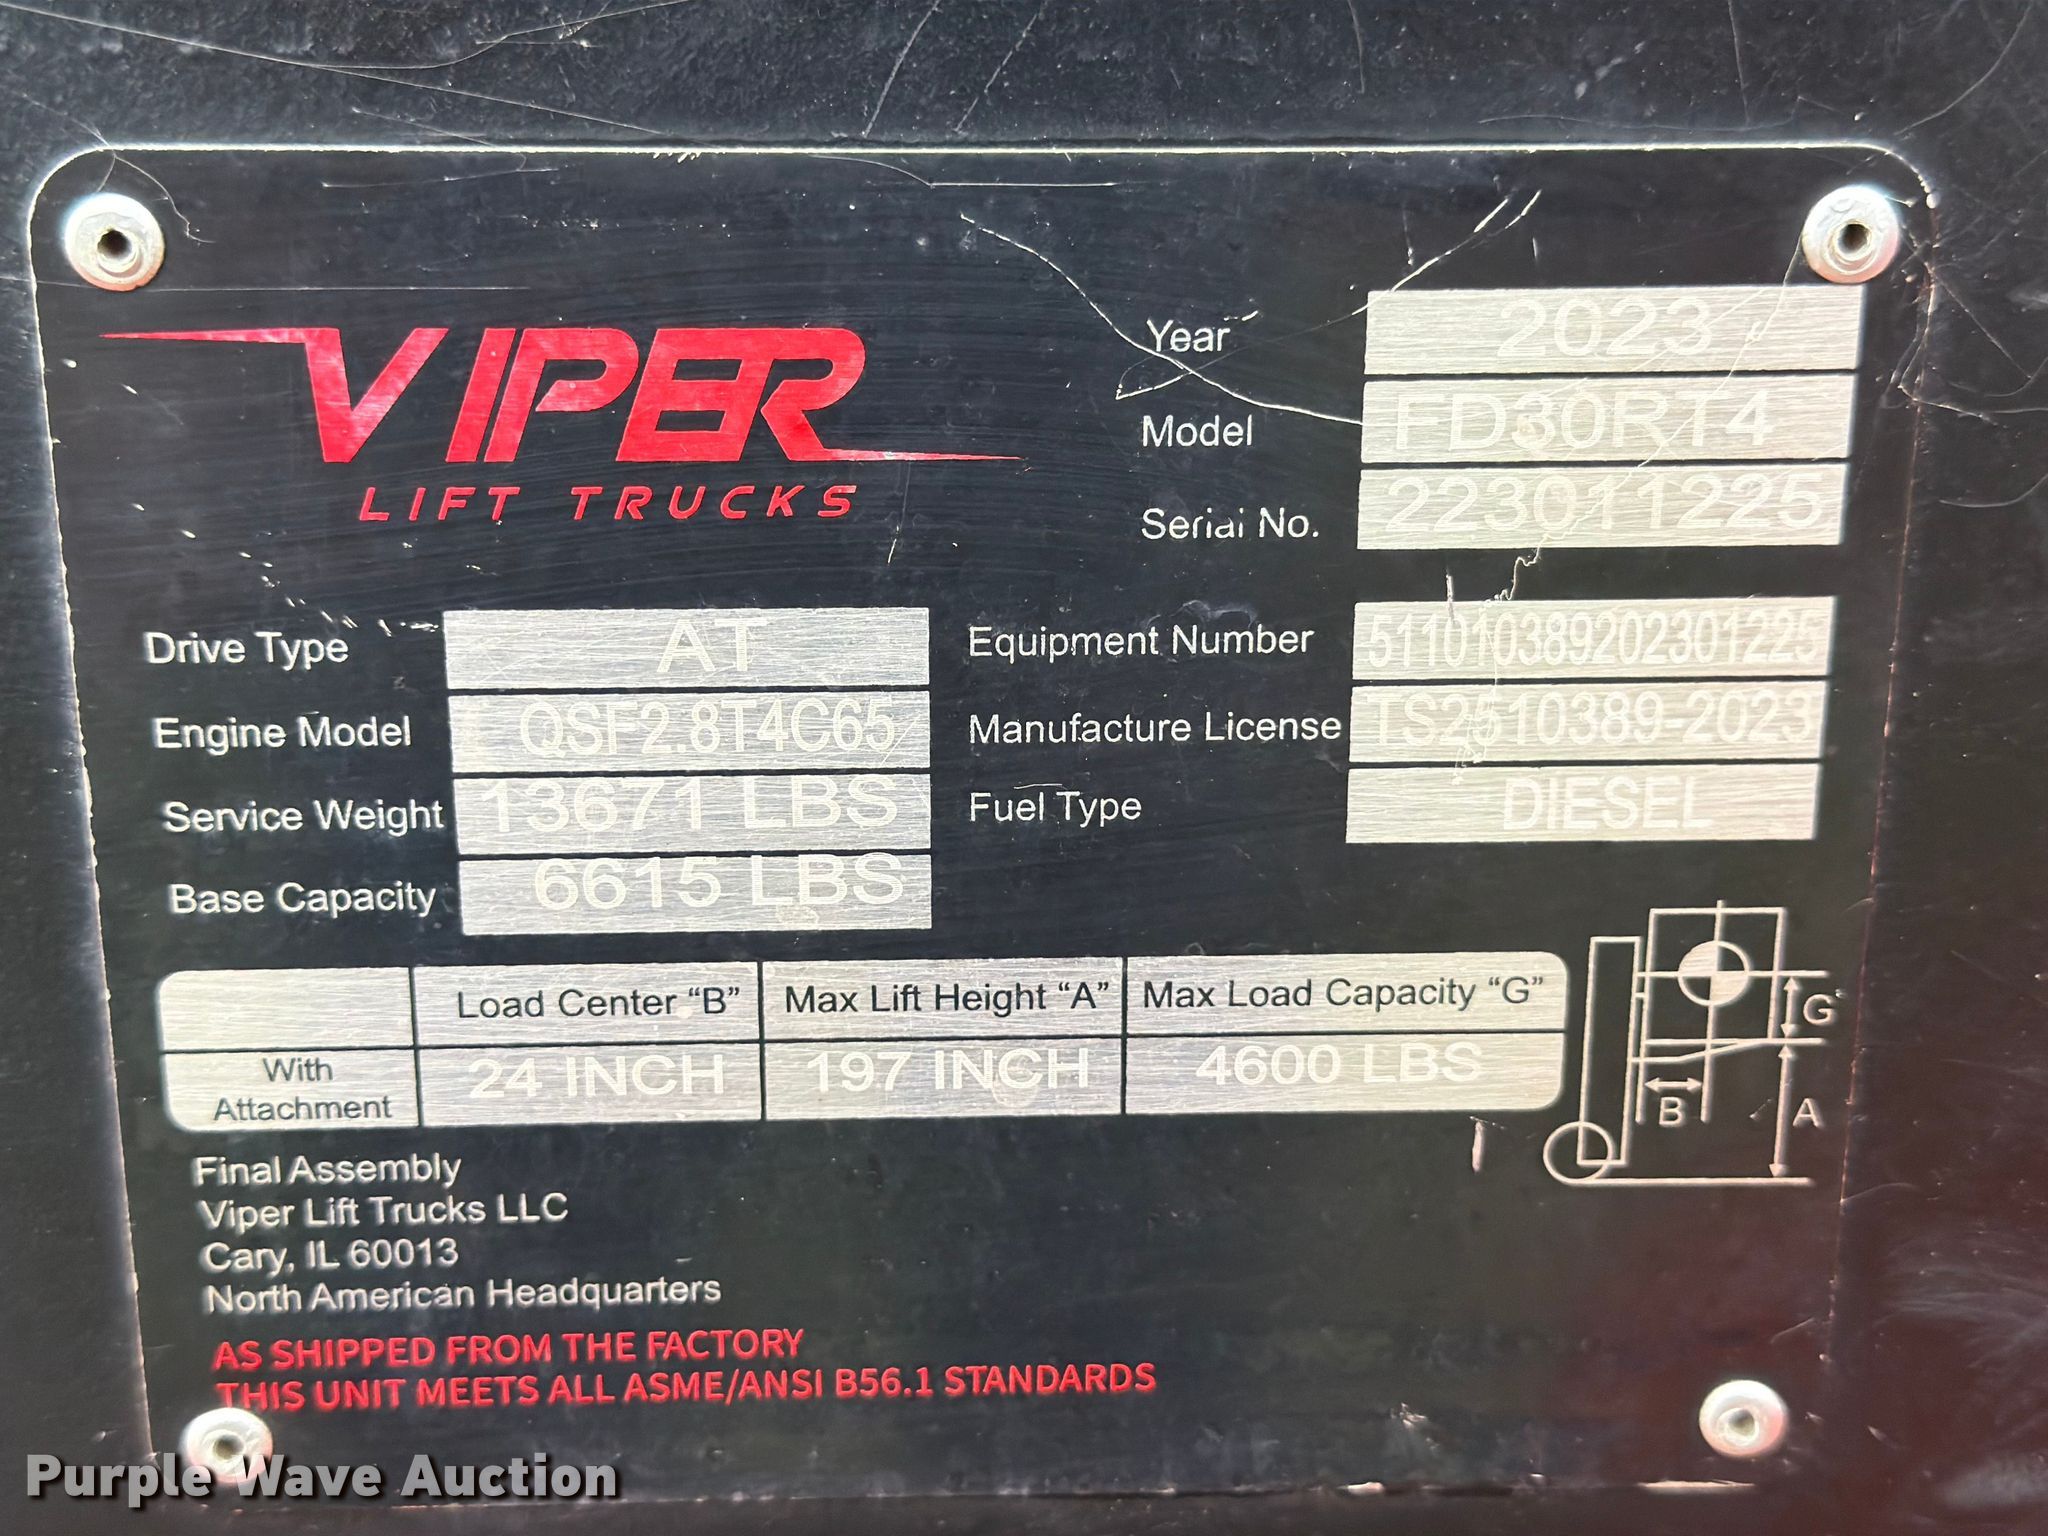 VIPER
LIFT TRUCKS
Year 2023
Model FD30RT4
Serial No. 223011225
Drive Type AT
Engine Model QSF2.8T4C65
Service Weight 13671 LBS
Base Capacity 6615 LBS
Equipment Number 511010389202301225
Manufacture License TS2510389-2023
Fuel Type DIESEL
Load Center "B" Max Lift Height "A" Max Load Capacity "G"
With Attachment 24 INCH 197 INCH 4600 LBS
G
B A
Final Assembly
Viper Lift Trucks LLC
Cary, IL 60013
North American Headquarters
AS SHIPPED FROM THE FACTORY
THIS UNIT MEETS ALL ASME/ANSI B56.1 STANDARDS
Purple Wave Auction